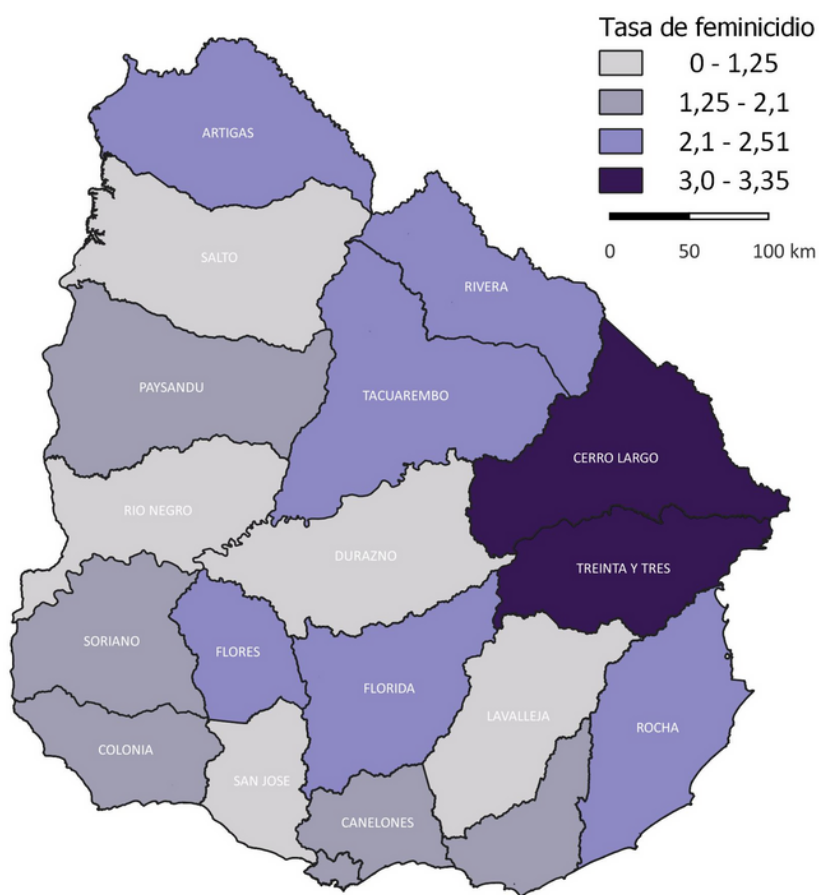 Tasa de feminicidio
0 - 1,25
1,25 - 2,1
2,1 - 2,51
3,0 - 3,35
0 50 100 km
ARTIGAS
SALTO
RIVERA
PAYSANDU
TACUAREMBO
CERRO LARGO
RIO NEGRO
DURAZNO
TREINTA Y TRES
SORIANO
FLORES
FLORIDA
LAVALLEJA
ROCHA
COLONIA
SAN JOSE
CANELONES